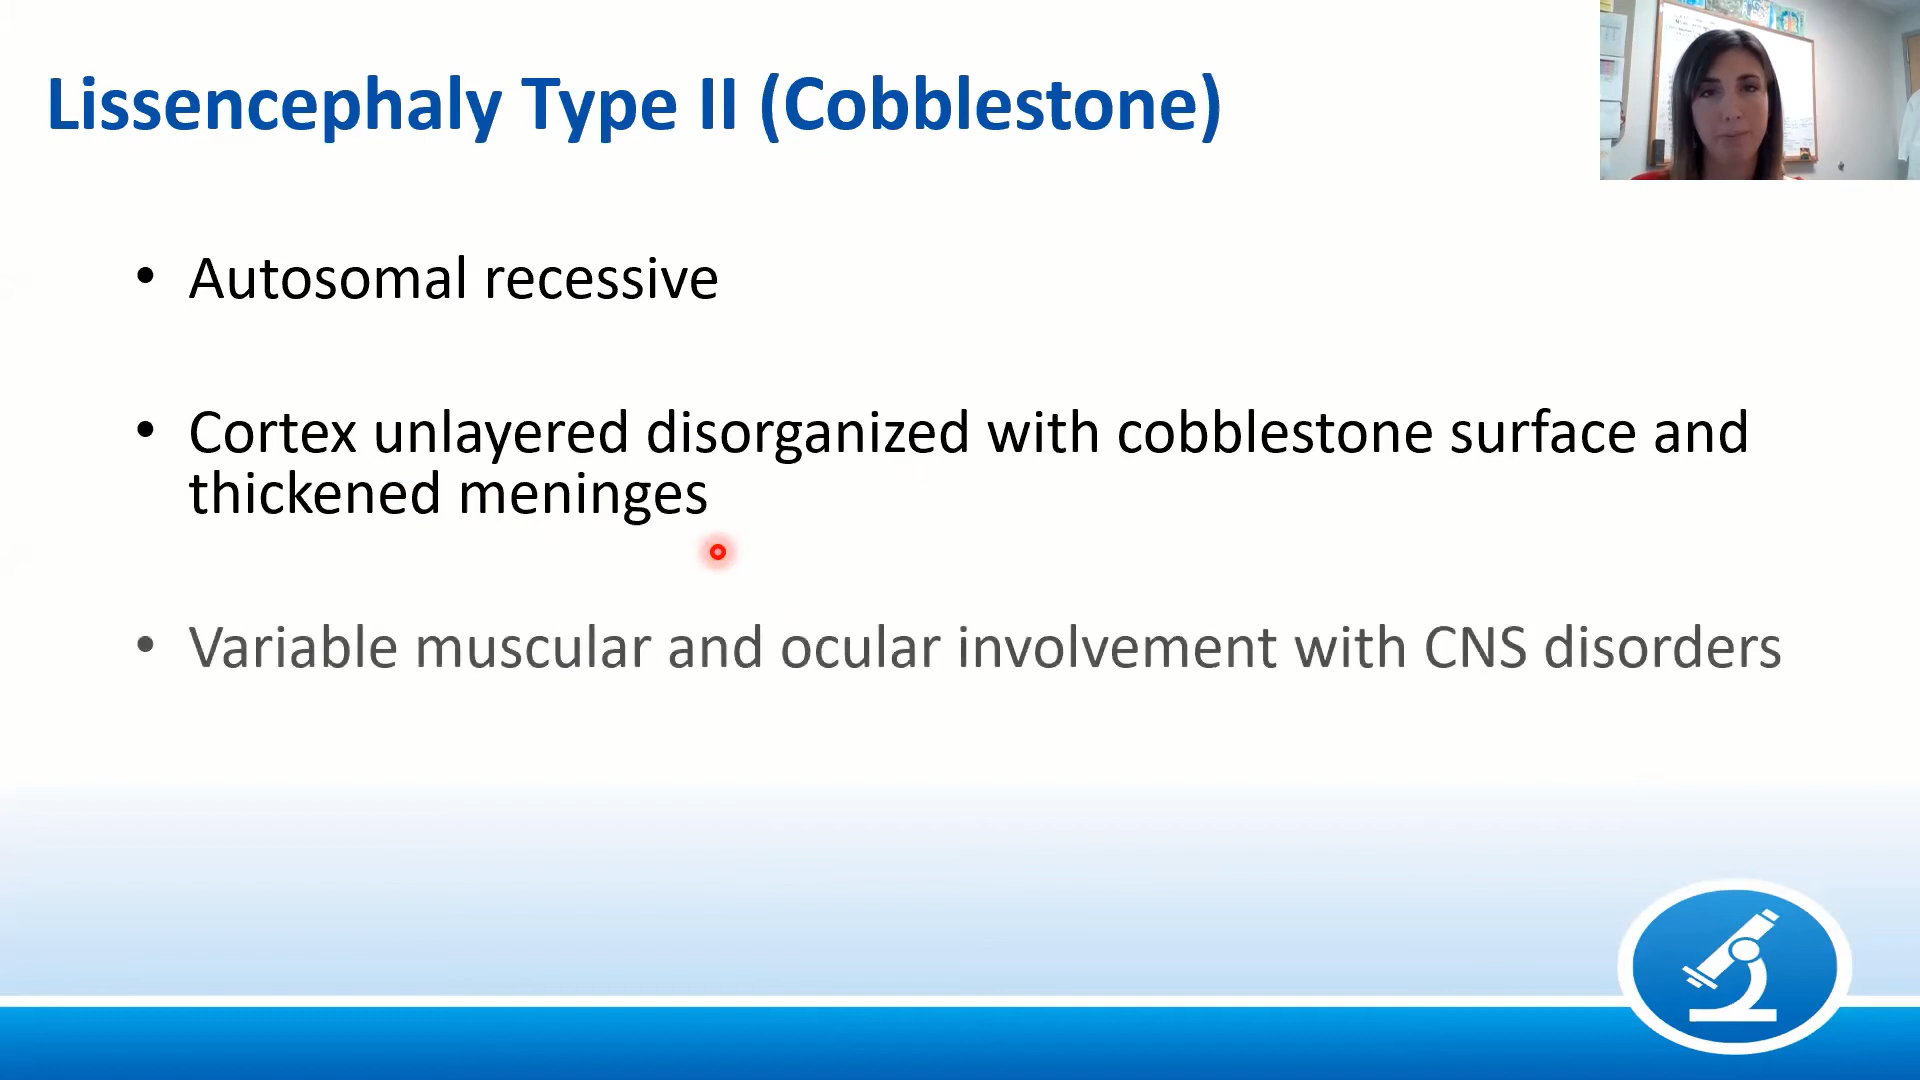 Lissencephaly Type II (Cobblestone)
• Autosomal recessive
• Cortex unlayered disorganized with cobblestone surface and
thickened meninges
• Variable muscular and ocular involvement with CNS disorders